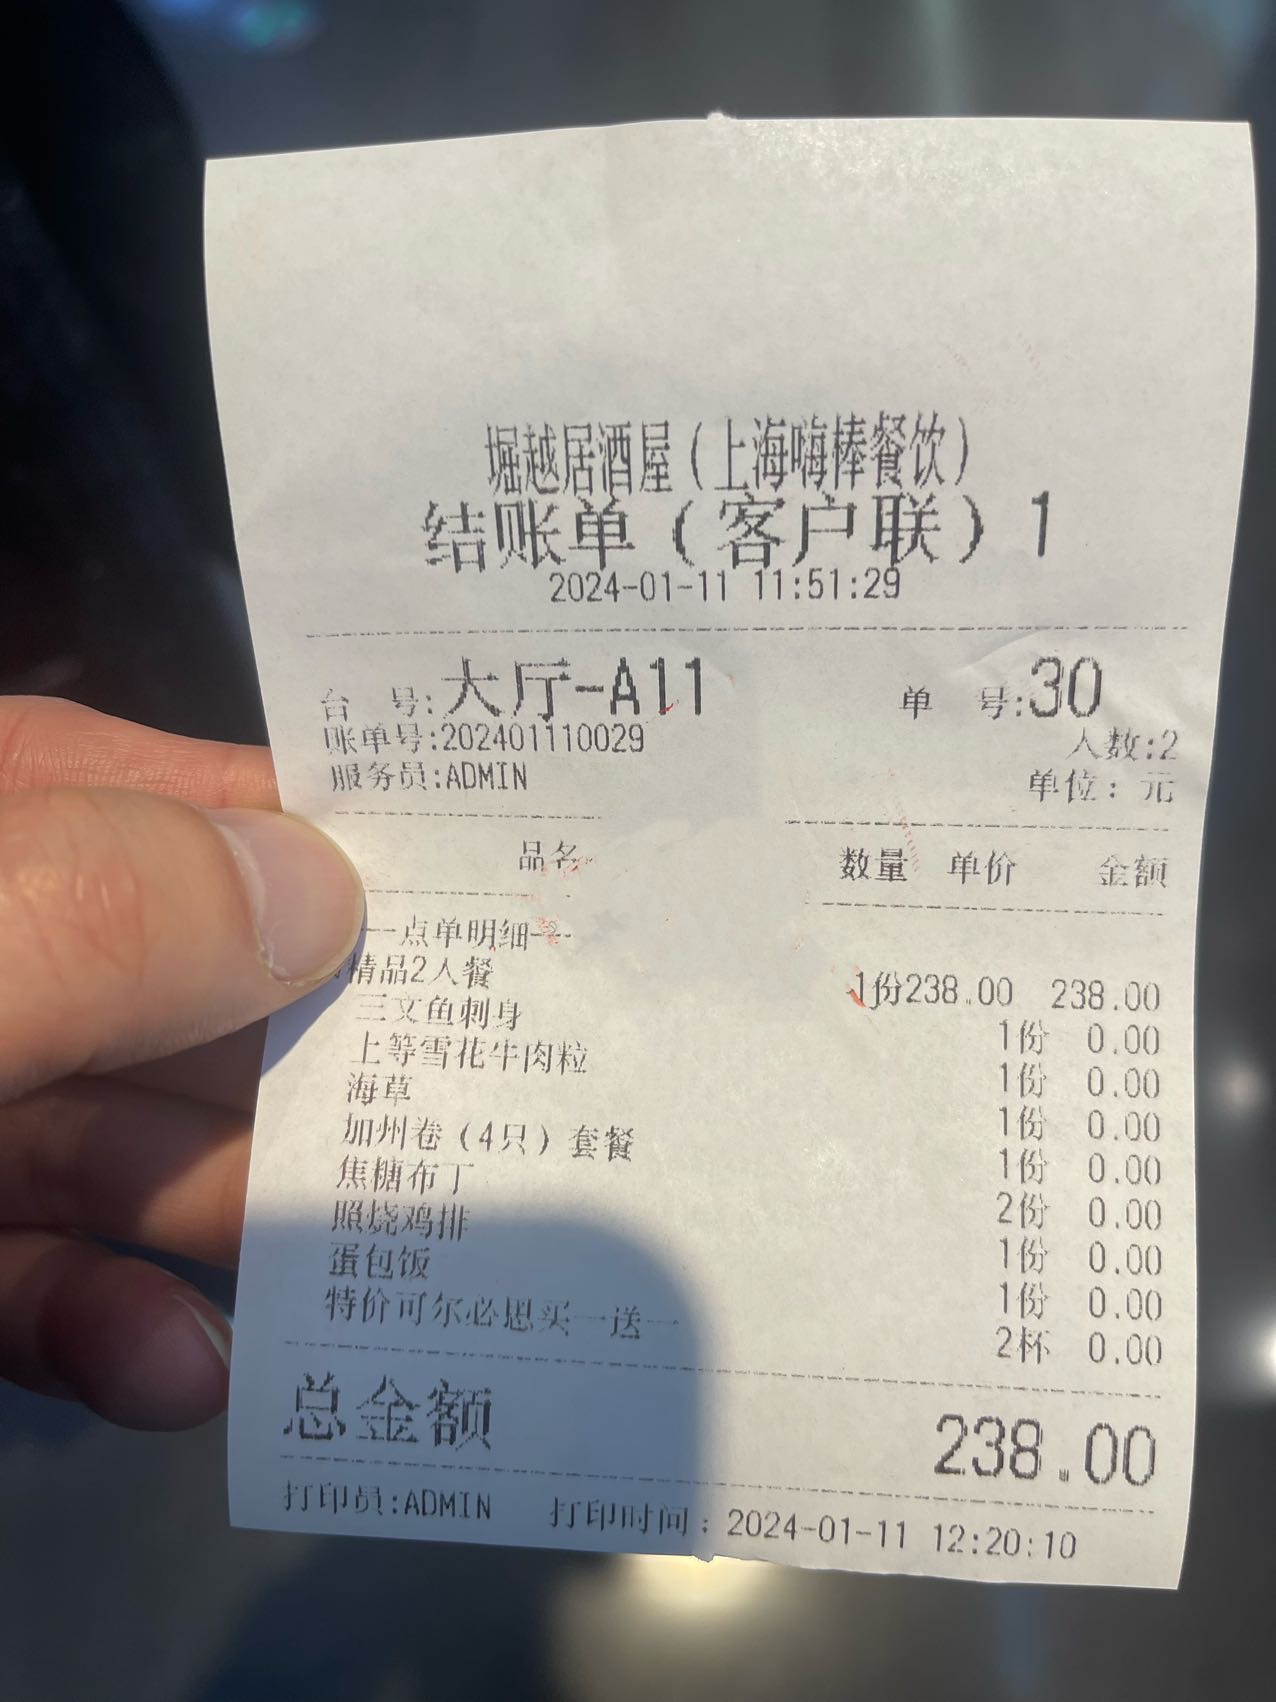 堀越居酒屋（上海嗨棒餐饮）
结账单（客户联）1
2024-01-11 11:51:29
台 号:大厅-A11 单 号:30
账单号:202401110029 人数:2
服务员:ADMIN 单位：元
品名 数量 单价 金额
--点单明细--
精品2人餐 1份238.00 238.00
三文鱼刺身 1份 0.00
上等雪花牛肉粒 1份 0.00
海草 1份 0.00
加州卷（4只）套餐 1份 0.00
焦糖布丁 2份 0.00
照烧鸡排 1份 0.00
蛋包饭 1份 0.00
特价可尔必思买一送一 2杯 0.00
总金额 238.00
打印员:ADMIN 打印时间：2024-01-11 12:20:10